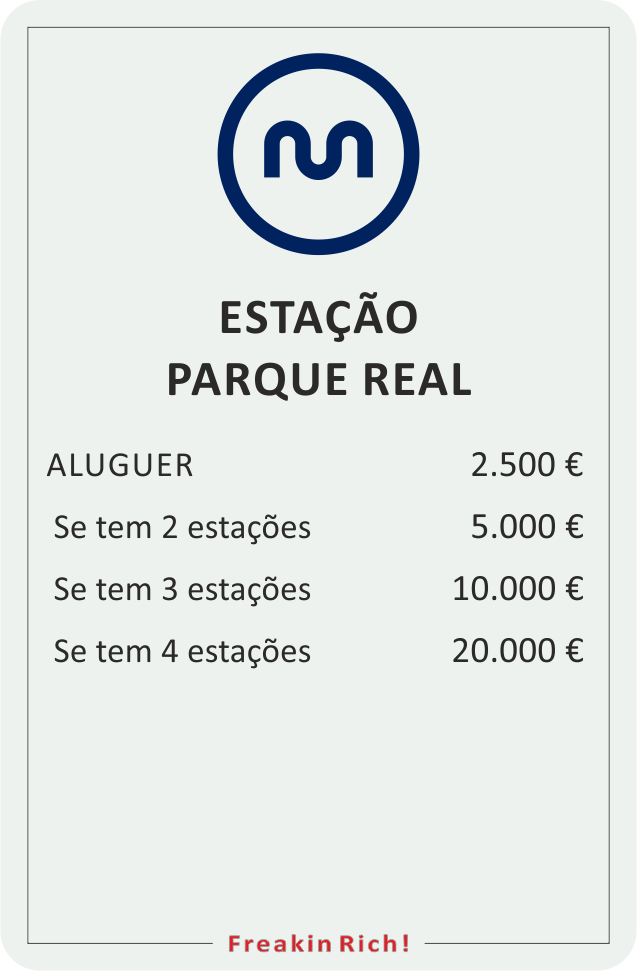 ESTAÇÃO
PARQUE REAL
ALUGUER 2.500 €
Se tem 2 estações 5.000 €
Se tem 3 estações 10.000 €
Se tem 4 estações 20.000 €
Freakin Rich!